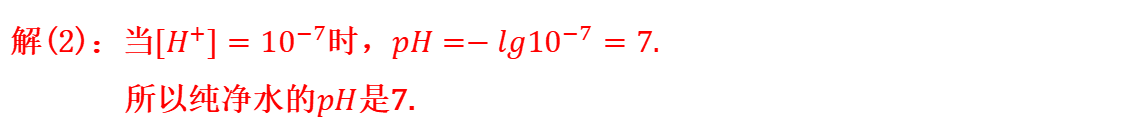 解(2)：当[H⁺] = 10⁻⁷时，pH =− lg10⁻⁷ = 7.
所以纯净水的pH是7.